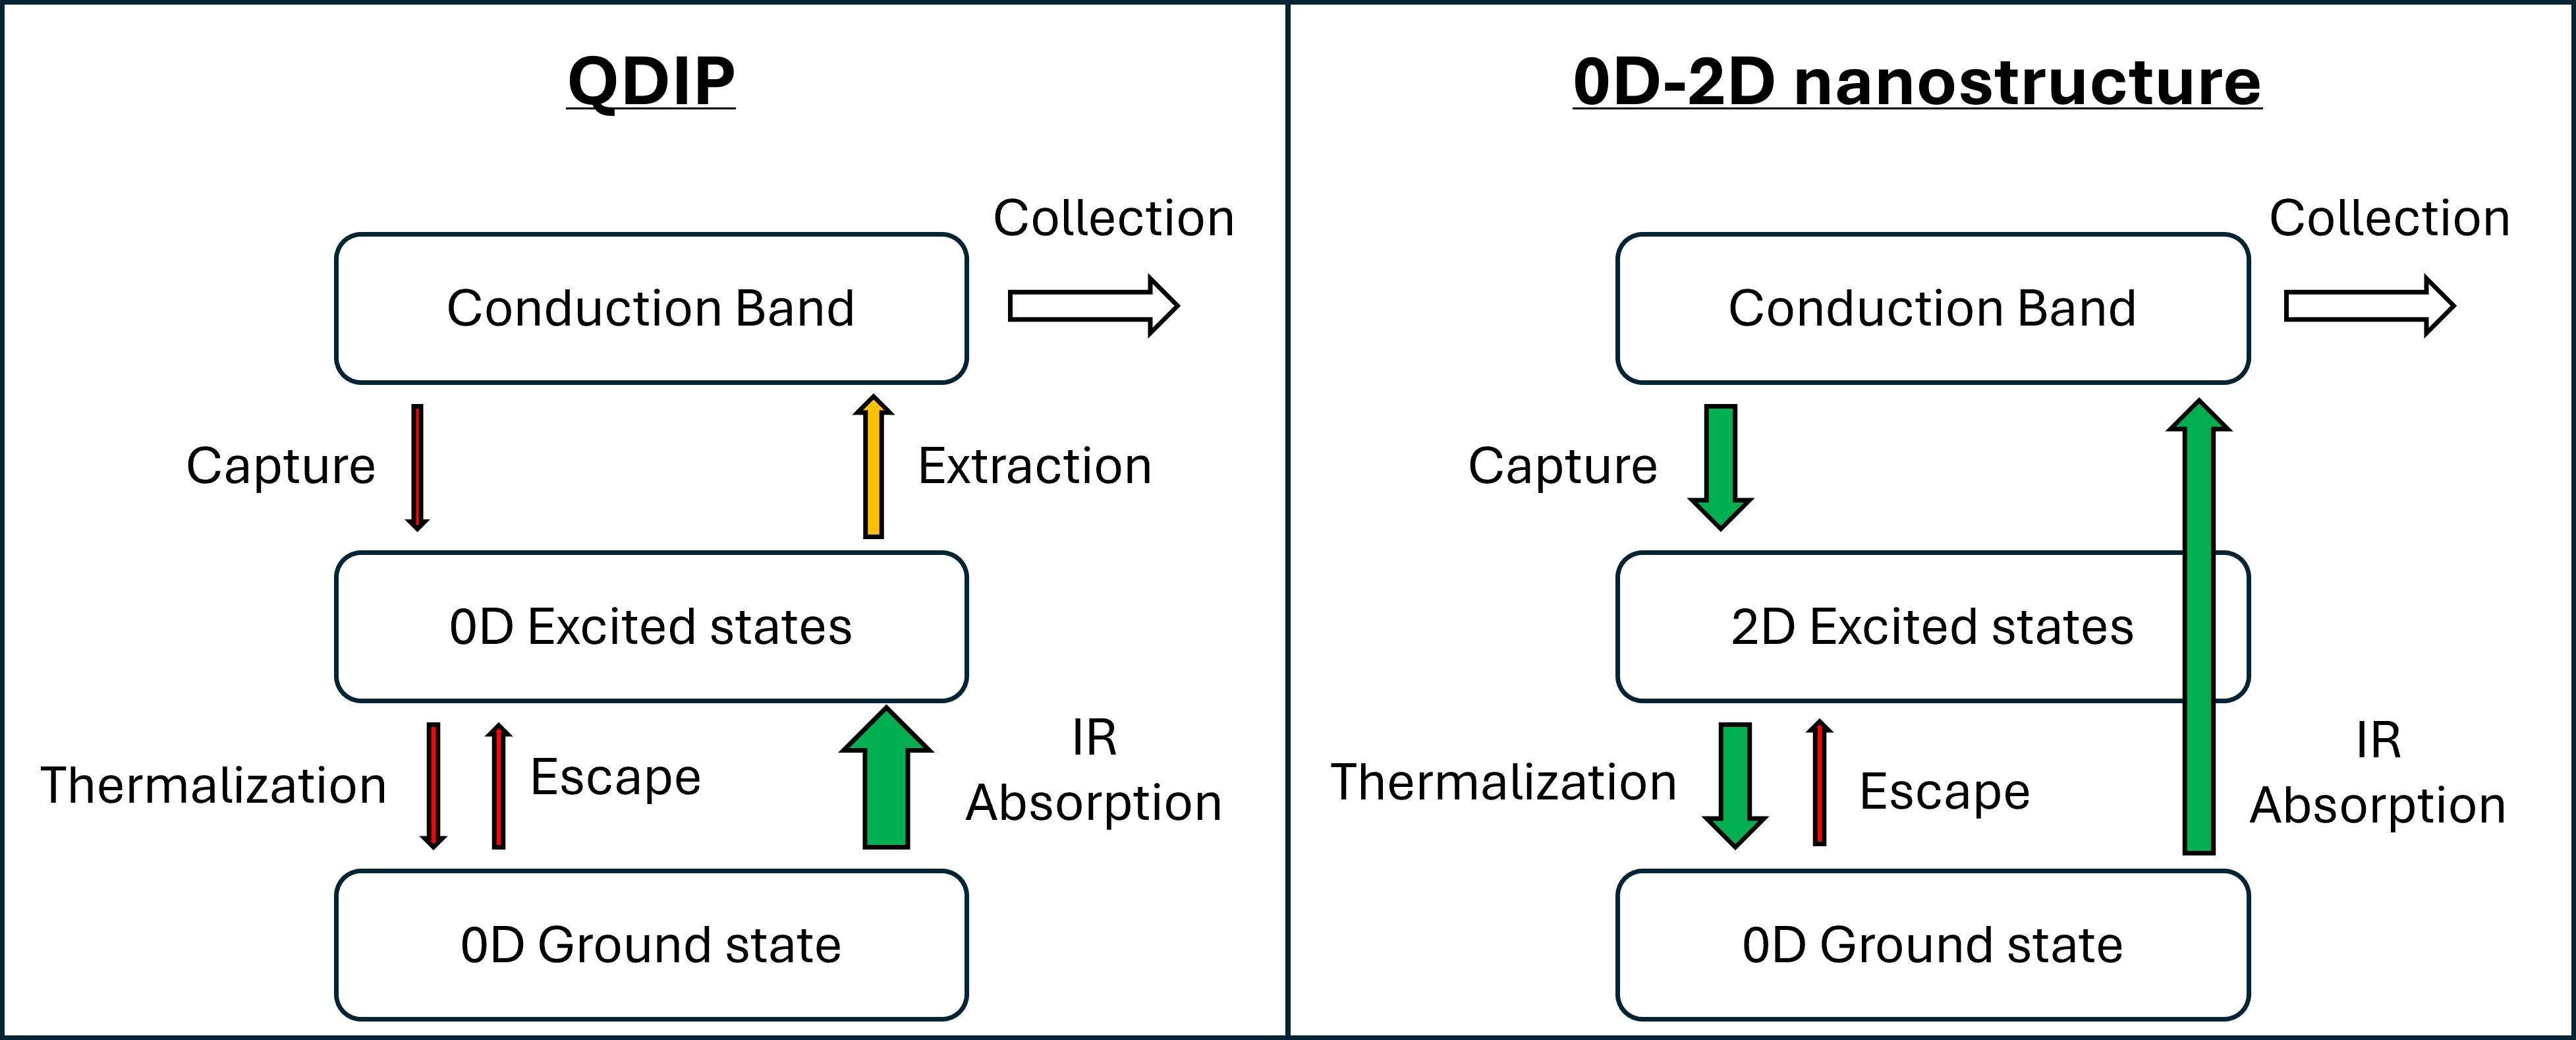 QDIP
Collection
Conduction Band
Capture
Extraction
0D Excited states
Thermalization
Escape
IR
Absorption
0D Ground state
0D-2D nanostructure
Collection
Conduction Band
Capture
2D Excited states
Thermalization
Escape
IR
Absorption
0D Ground state